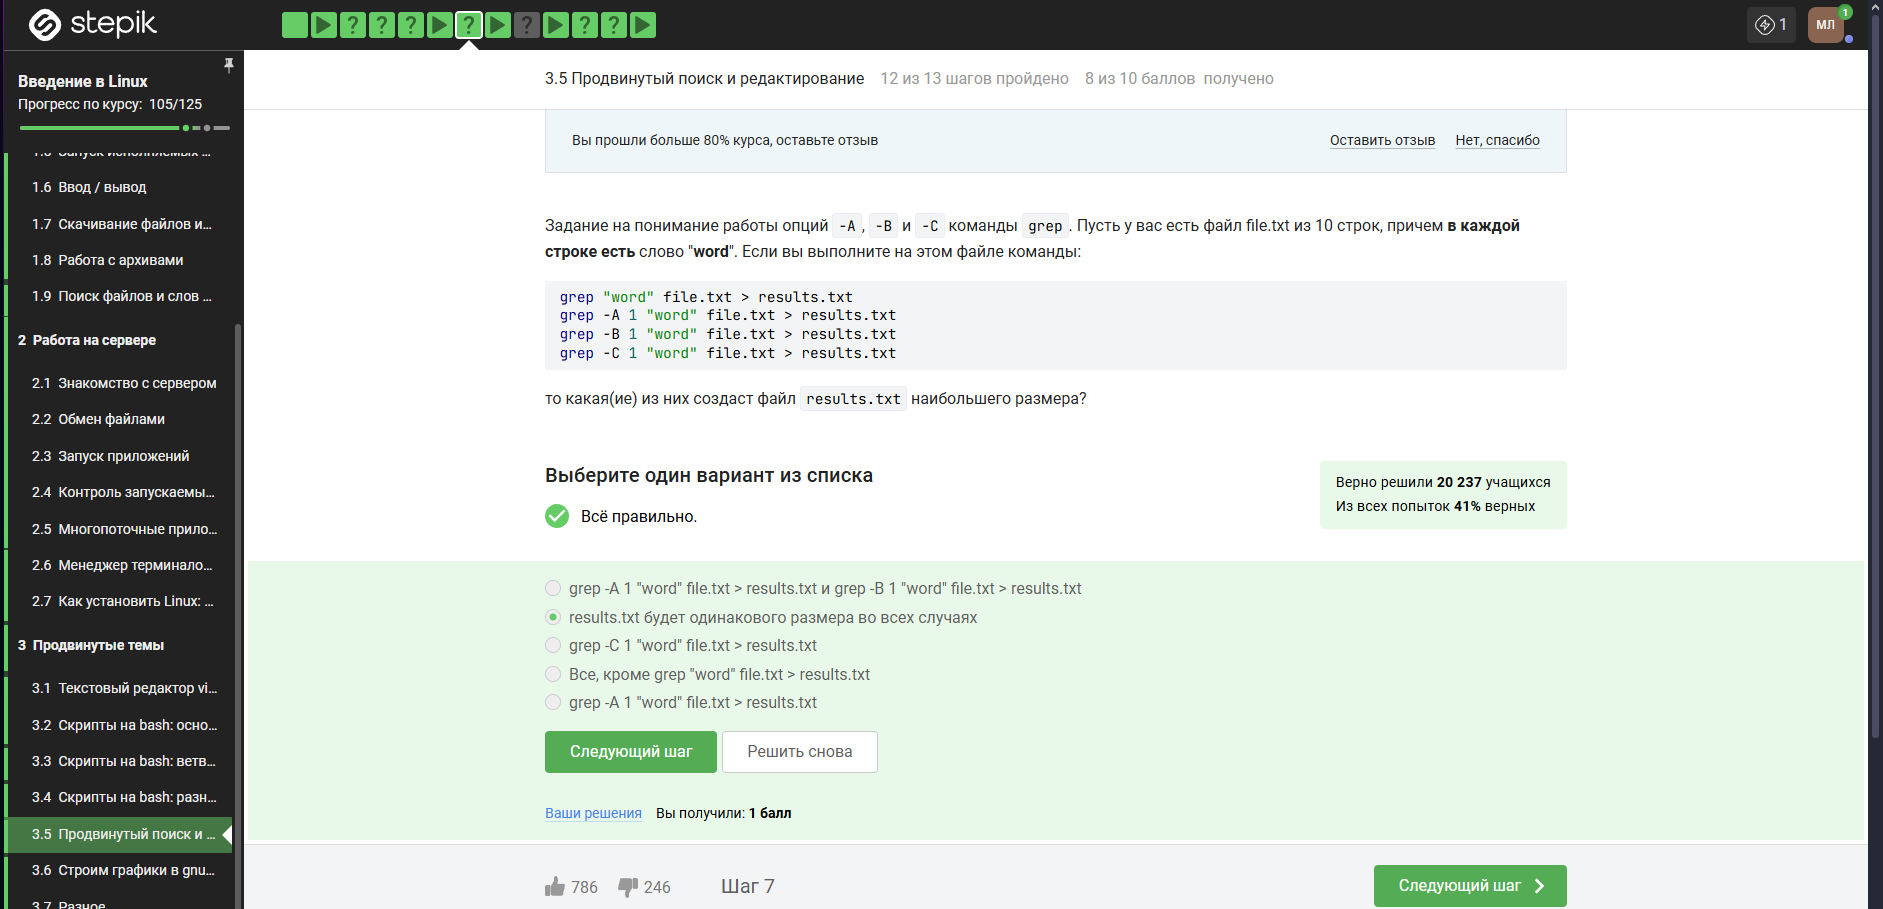 stepik
1
МЛ
1
Введение в Linux
Прогресс по курсу: 105/125
1.6 Ввод / вывод
1.7 Скачивание файлов и...
1.8 Работа с архивами
1.9 Поиск файлов и слов ...
2 Работа на сервере
2.1 Знакомство с сервером
2.2 Обмен файлами
2.3 Запуск приложений
2.4 Контроль запускаемы...
2.5 Многопоточные прило...
2.6 Менеджер терминало...
2.7 Как установить Linux: ...
3 Продвинутые темы
3.1 Текстовый редактор vi...
3.2 Скрипты на bash: осно...
3.3 Скрипты на bash: ветв...
3.4 Скрипты на bash: разн...
3.5 Продвинутый поиск и ...
3.6 Строим графики в gnu...
3.7 Разное
3.5 Продвинутый поиск и редактирование 12 из 13 шагов пройдено 8 из 10 баллов получено
Вы прошли больше 80% курса, оставьте отзыв Оставить отзыв Нет, спасибо
Задание на понимание работы опций -A, -B и -C команды grep. Пусть у вас есть файл file.txt из 10 строк, причем в каждой
строке есть слово "word". Если вы выполните на этом файле команды:
grep "word" file.txt > results.txt
grep -A 1 "word" file.txt > results.txt
grep -B 1 "word" file.txt > results.txt
grep -C 1 "word" file.txt > results.txt
то какая(ие) из них создаст файл results.txt наибольшего размера?
Выберите один вариант из списка
Всё правильно.
Верно решили 20 237 учащихся
Из всех попыток 41% верных
grep -A 1 "word" file.txt > results.txt и grep -B 1 "word" file.txt > results.txt
results.txt будет одинакового размера во всех случаях
grep -C 1 "word" file.txt > results.txt
Все, кроме grep "word" file.txt > results.txt
grep -A 1 "word" file.txt > results.txt
Следующий шаг Решить снова
Ваши решения Вы получили: 1 балл
786 246 Шаг 7 Следующий шаг